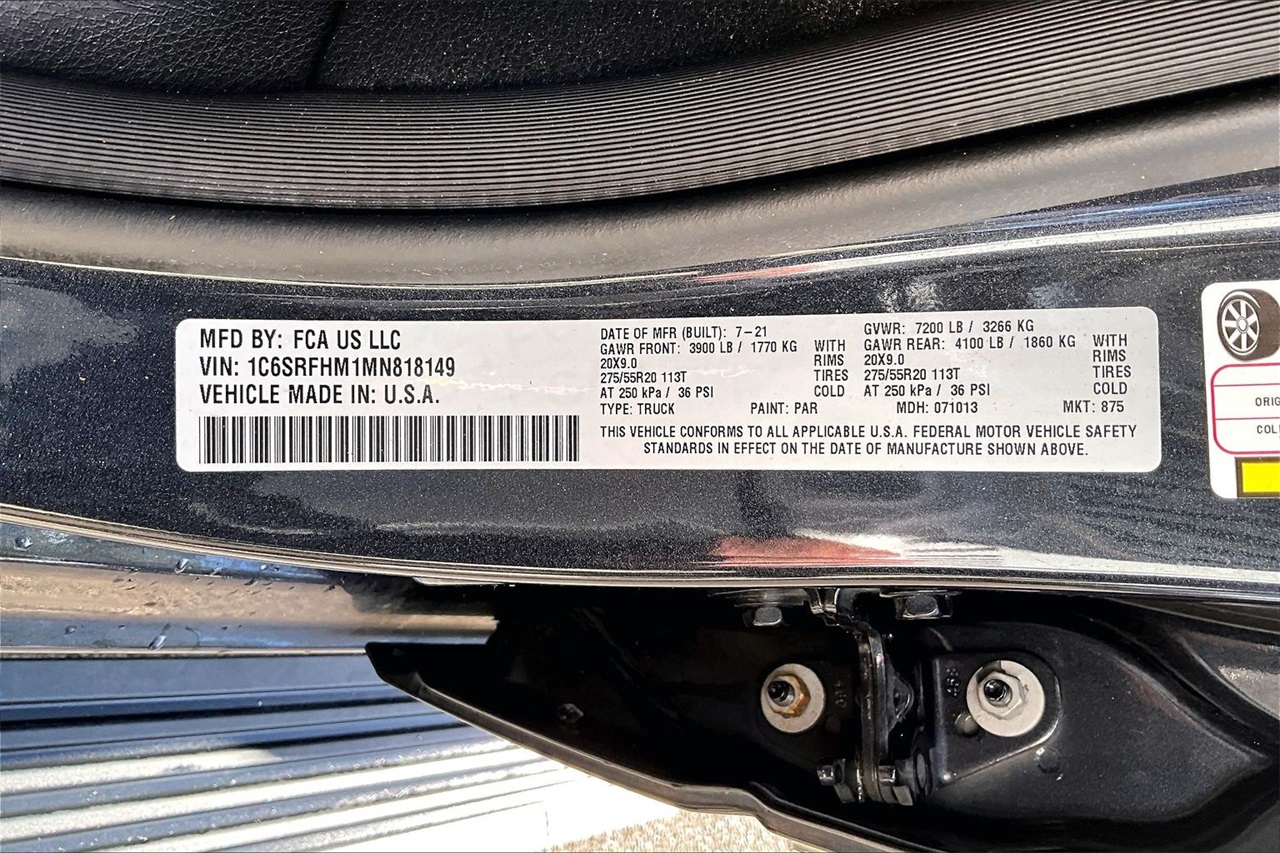 MFD BY: FCA US LLC
VIN: 1C6SRFHM1MN818149
VEHICLE MADE IN: U.S.A.
DATE OF MFR (BUILT): 7-21
GAWR FRONT: 3900 LB / 1770 KG WITH
20X9.0 RIMS
275/55R20 113T TIRES
AT 250 kPa / 36 PSI COLD
GVWR: 7200 LB / 3266 KG
GAWR REAR: 4100 LB / 1860 KG WITH
20X9.0 RIMS
275/55R20 113T TIRES
AT 250 kPa / 36 PSI COLD
TYPE: TRUCK PAINT: PAR MDH: 071013 MKT: 875
THIS VEHICLE CONFORMS TO ALL APPLICABLE U.S.A. FEDERAL MOTOR VEHICLE SAFETY
STANDARDS IN EFFECT ON THE DATE OF MANUFACTURE SHOWN ABOVE.